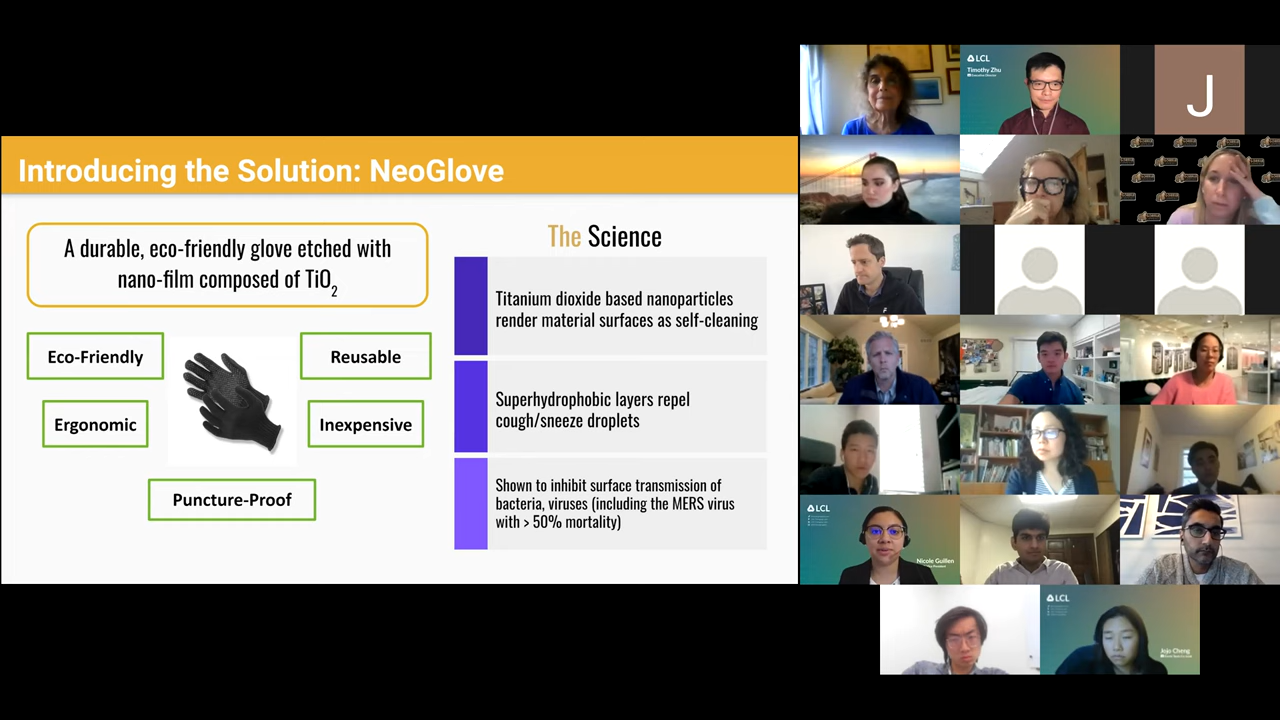 Introducing the Solution: NeoGlove
A durable, eco-friendly glove etched with
nano-film composed of TiO2
Eco-Friendly
Reusable
Ergonomic
Inexpensive
Puncture-Proof
The Science
Titanium dioxide based nanoparticles
render material surfaces as self-cleaning
Superhydrophobic layers repel
cough/sneeze droplets
Shown to inhibit surface transmission of
bacteria, viruses (including the MERS virus
with > 50% mortality)
LCL
Timothy Zhu
Executive Director
J
LCL
Nicole Guillen
LCL
Jojo Cheng